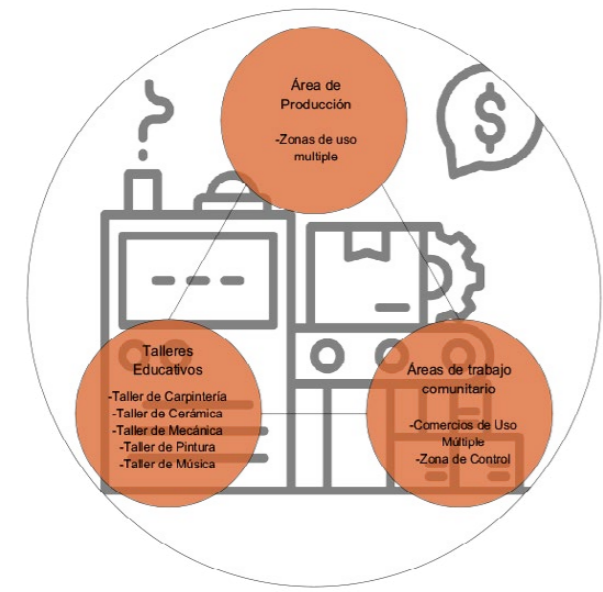 Área de
Producción
-Zonas de uso
multiple
$
Talleres
Educativos
-Taller de Carpintería
-Taller de Cerámica
-Taller de Mecánica
-Taller de Pintura
-Taller de Música
Áreas de trabajo
comunitario
-Comercios de Uso
Múltiple
-Zona de Control